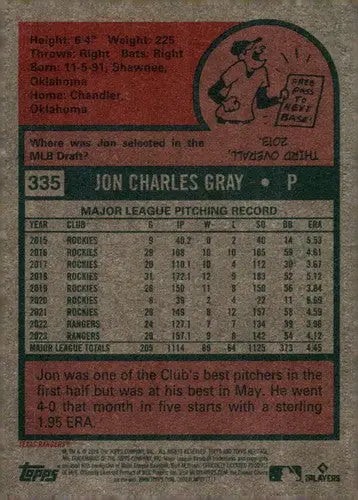 Height: 6'4" Weight: 225
Throws: Right Bats: Right
Born: 11-5-91, Shawnee,
Oklahoma
Home: Chandler,
Oklahoma
FREE
PASS TO
NEXT
BASE!
Where was Jon selected in the
MLB Draft?
THIRD OVERALL,
2013.
335 JON CHARLES GRAY • P
MAJOR LEAGUE PITCHING RECORD
YEAR CLUB G IP W L SO BB ERA
2015 ROCKIES 9 40.2 0 2 40 14 5.53
2016 ROCKIES 29 168 10 10 185 59 4.61
2017 ROCKIES 20 110.1 10 4 112 30 3.67
2018 ROCKIES 31 172.1 12 9 183 52 5.12
2019 ROCKIES 26 150 11 8 150 56 3.84
2020 ROCKIES 8 39 2 4 22 11 6.69
2021 ROCKIES 29 149 8 12 157 58 4.59
2022 RANGERS 24 127.1 7 7 134 39 3.96
2023 RANGERS 29 157.1 9 8 142 54 4.12
MAJOR LEAGUE TOTALS 205 1114 69 64 1125 373 4.45
Jon was one of the Club's best pitchers in
the first half but was at his best in May. He went
4-0 that month in five starts with a sterling
1.95 ERA.
TEXAS RANGERS™
topps
MLB
PLAYERS